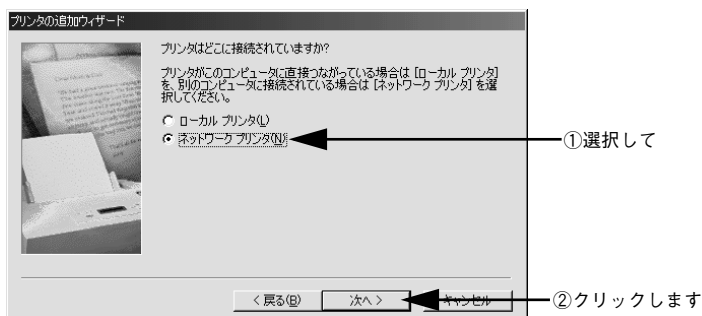 プリンタの追加ウィザード
プリンタはどこに接続されていますか?
プリンタがこのコンピュータに直接つながっている場合は [ローカル プリンタ]
を、別のコンピュータに接続されている場合は [ネットワーク プリンタ] を選
択してください。
ローカル プリンタ(L)
ネットワーク プリンタ(N)
①選択して
< 戻る(B)
次へ >
キャンセル
②クリックします